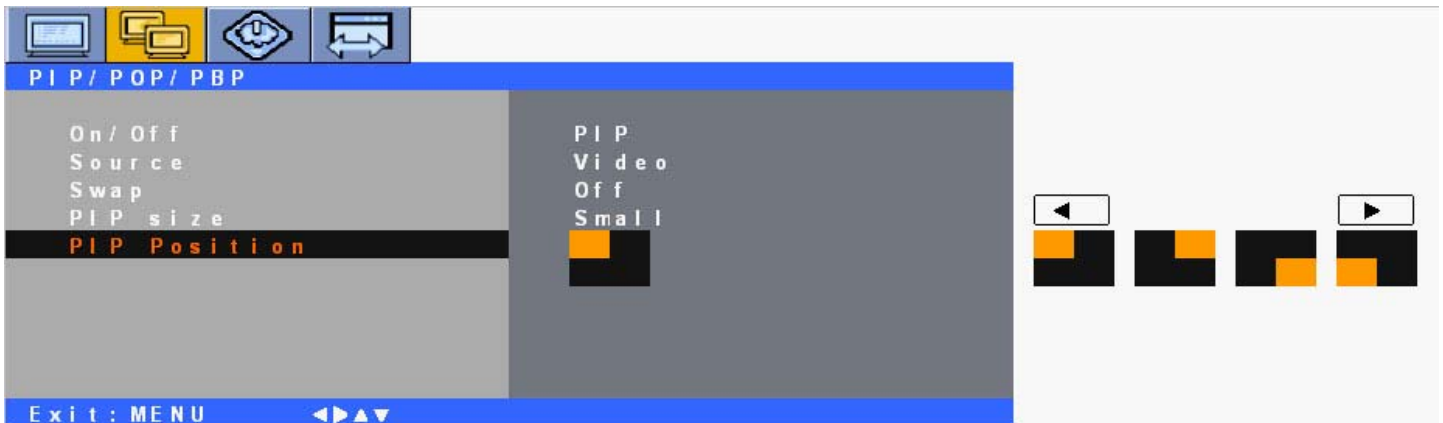 PIP/POP/PBP
On/Off PIP
Source Video
Swap Off
PIP size Small
PIP Position
Exit:MENU ◀▶▲▼